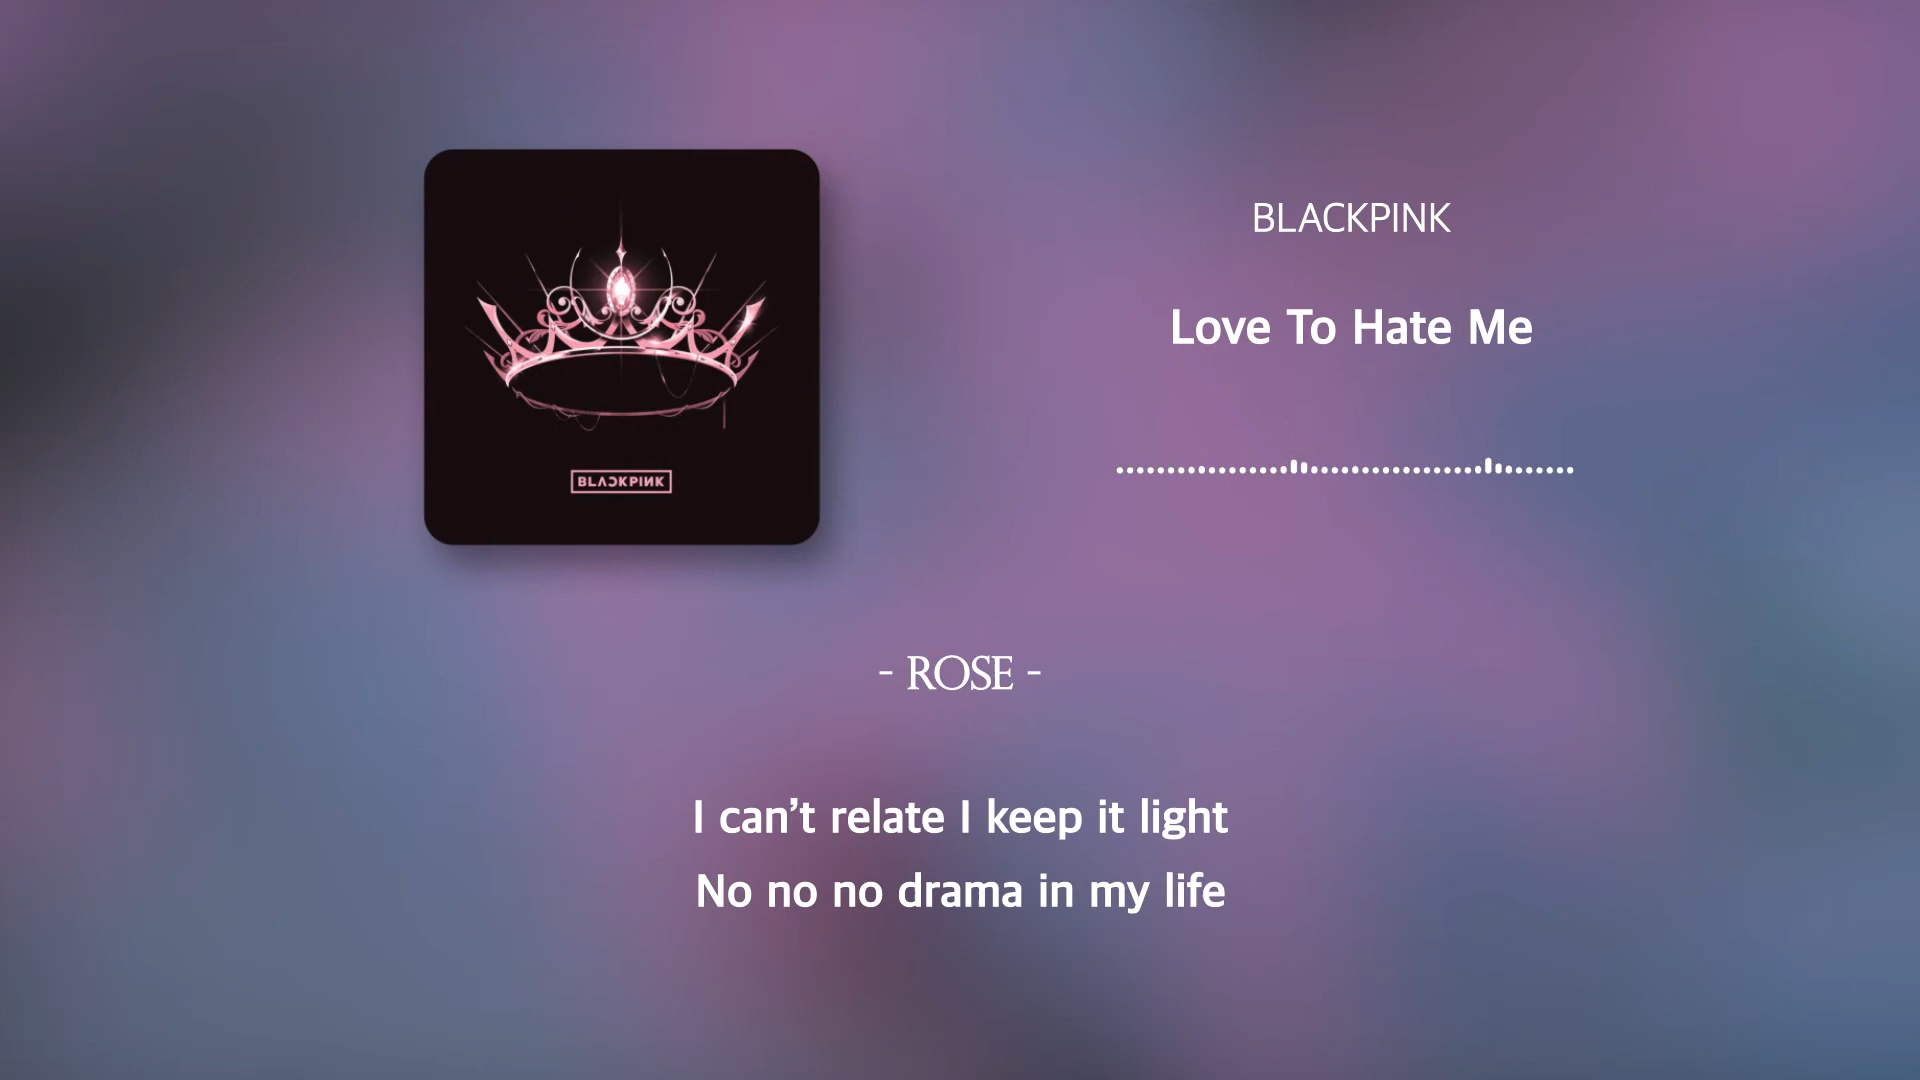 BLACKPINK
BLACKPINK
Love To Hate Me
- ROSE -
I can’t relate I keep it light
No no no drama in my life